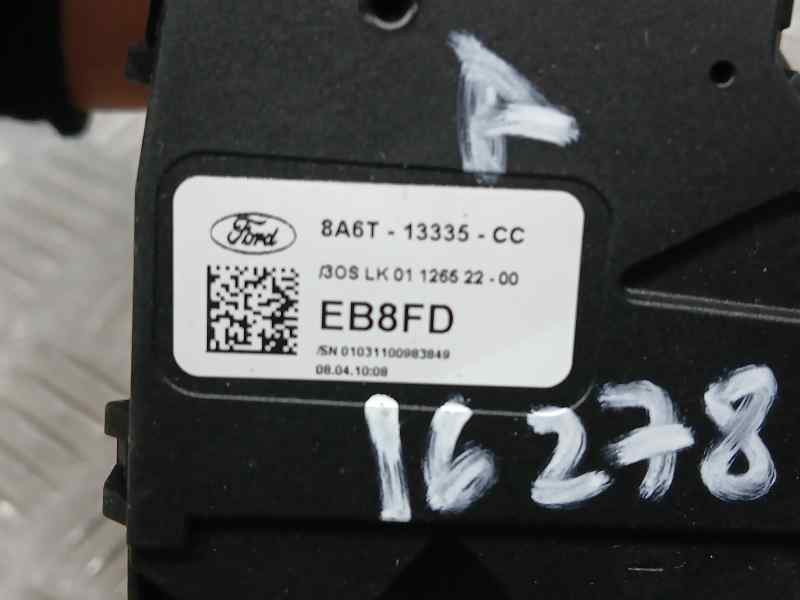 A
Ford
8A6T - 13335 - CC
/3OS LK 01 1265 22 - 00
EB8FD
/SN 01031100983849
08.04.10:08
16278